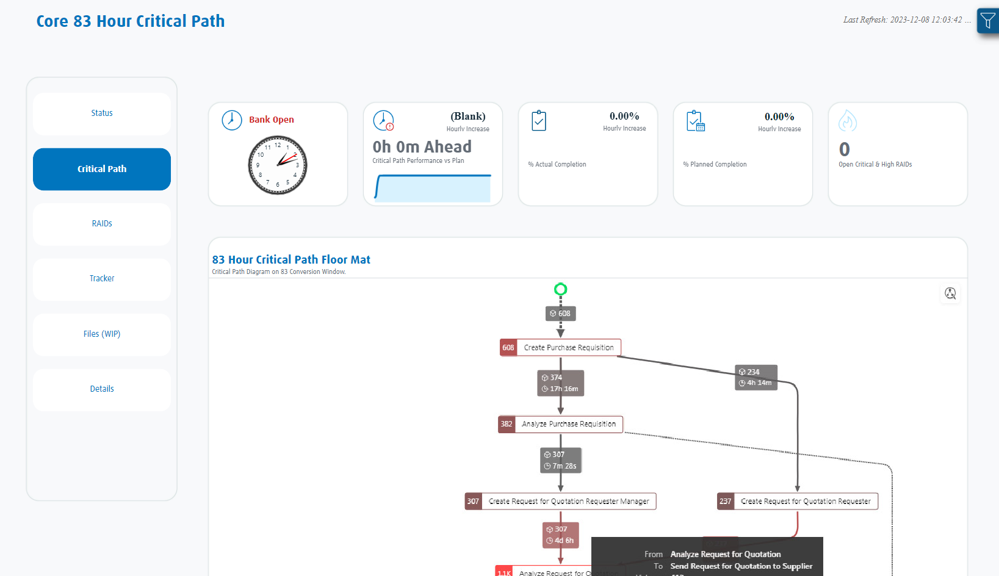 Core 83 Hour Critical Path
Last Refresh: 2023-12-08 12:03:42 ...
Status
Critical Path
RAIDs
Tracker
Files (WIP)
Details
Bank Open
12
1
2
3
4
5
6
7
8
9
10
11
(Blank)
Hourly Increase
0h 0m Ahead
Critical Path Performance vs Plan
0.00%
Hourly Increase
% Actual Completion
0.00%
Hourly Increase
% Planned Completion
0
Open Critical & High RAIDs
83 Hour Critical Path Floor Mat
Critical Path Diagram on 83 Conversion Window.
608
608 Create Purchase Requisition
374
17h 16m
234
4h 14m
382 Analyze Purchase Requisition
307
7m 28s
307 Create Request for Quotation Requester Manager
237 Create Request for Quotation Requester
307
4d 6h
From Analyze Request for Quotation
To Send Request for Quotation to Supplier
1.1K Analyze Request for